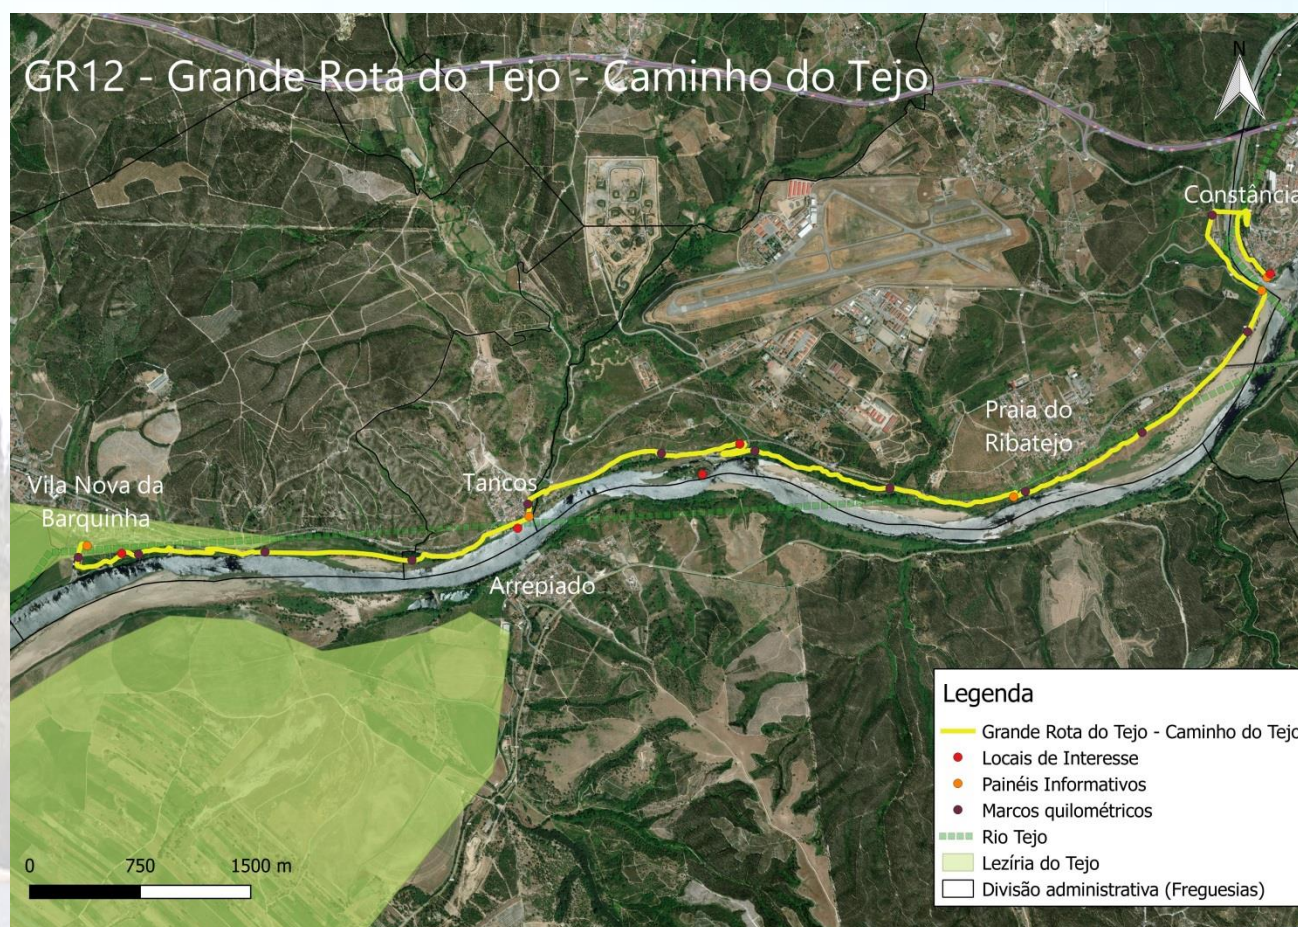 GR12 - Grande Rota do Tejo - Caminho do Tejo
N
Constância
Praia do
Ribatejo
Tancos
Vila Nova da
Barquinha
Arrepiado
Legenda
Grande Rota do Tejo - Caminho do Tejo
Locais de Interesse
Painéis Informativos
Marcos quilométricos
Rio Tejo
Lezíria do Tejo
Divisão administrativa (Freguesias)
0 750 1500 m